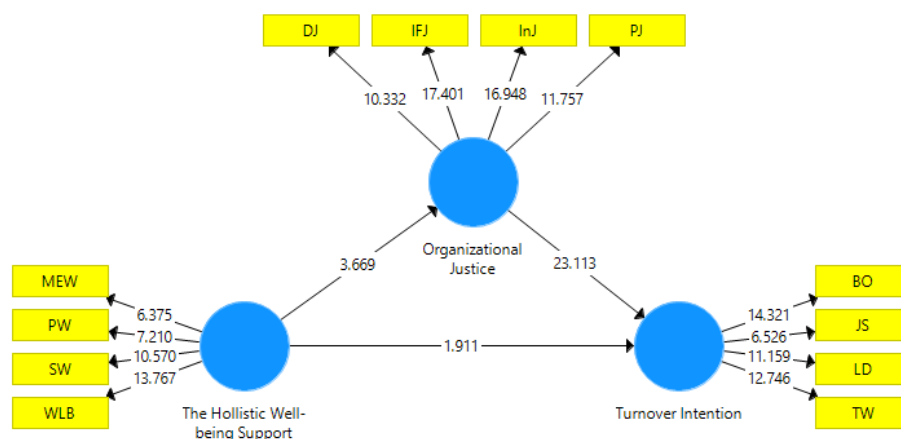 DJ
IFJ
InJ
PJ
10.332
17.401
16.948
11.757
Organizational
Justice
3.669
23.113
MEW
PW
SW
WLB
6.375
7.210
10.570
13.767
The Hollistic Well-
being Support
1.911
Turnover Intention
14.321
6.526
11.159
12.746
BO
JS
LD
TW